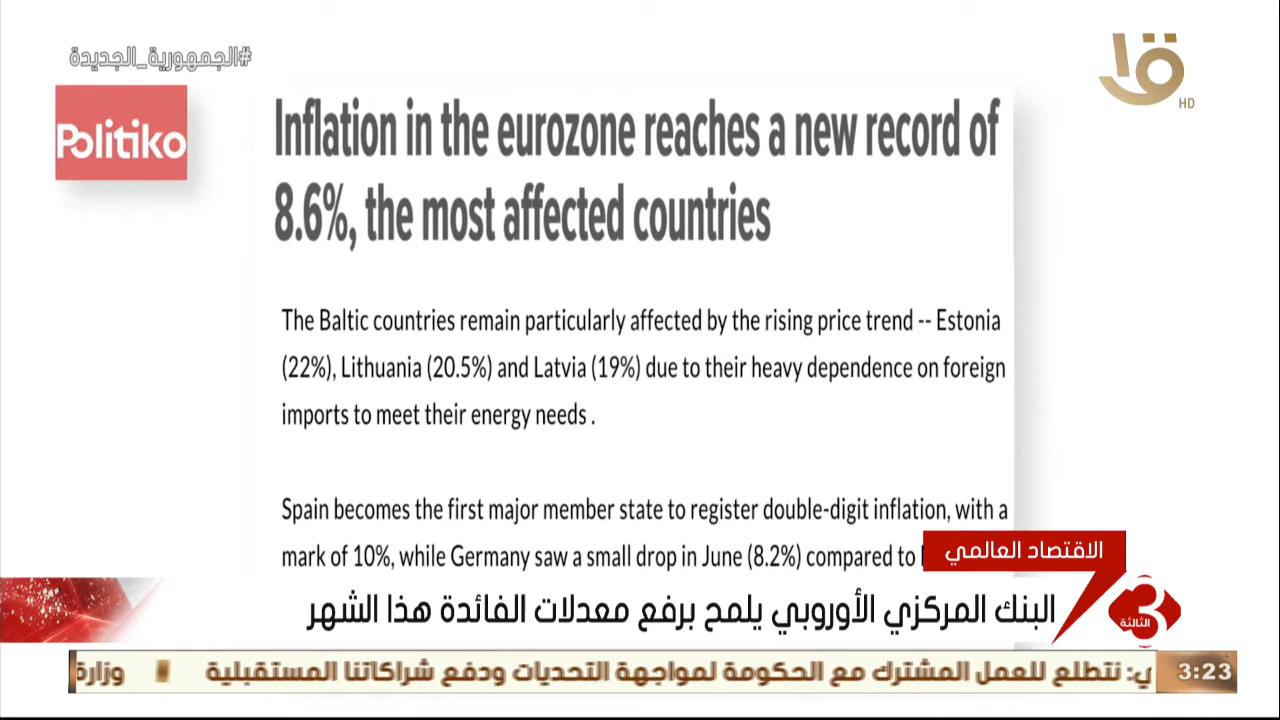 #الجمهورية_الجديدة
HD
Politiko
Inflation in the eurozone reaches a new record of
8.6%, the most affected countries
The Baltic countries remain particularly affected by the rising price trend -- Estonia
(22%), Lithuania (20.5%) and Latvia (19%) due to their heavy dependence on foreign
imports to meet their energy needs .
Spain becomes the first major member state to register double-digit inflation, with a
mark of 10%, while Germany saw a small drop in June (8.2%) compared to
الاقتصاد العالمي
البنك المركزي الأوروبي يلمح برفع معدلات الفائدة هذا الشهر
3 الثالثة
ي: نتطلع للعمل المشترك مع الحكومة لمواجهة التحديات ودفع شراكاتنا المستقبلية وزارة
3:23